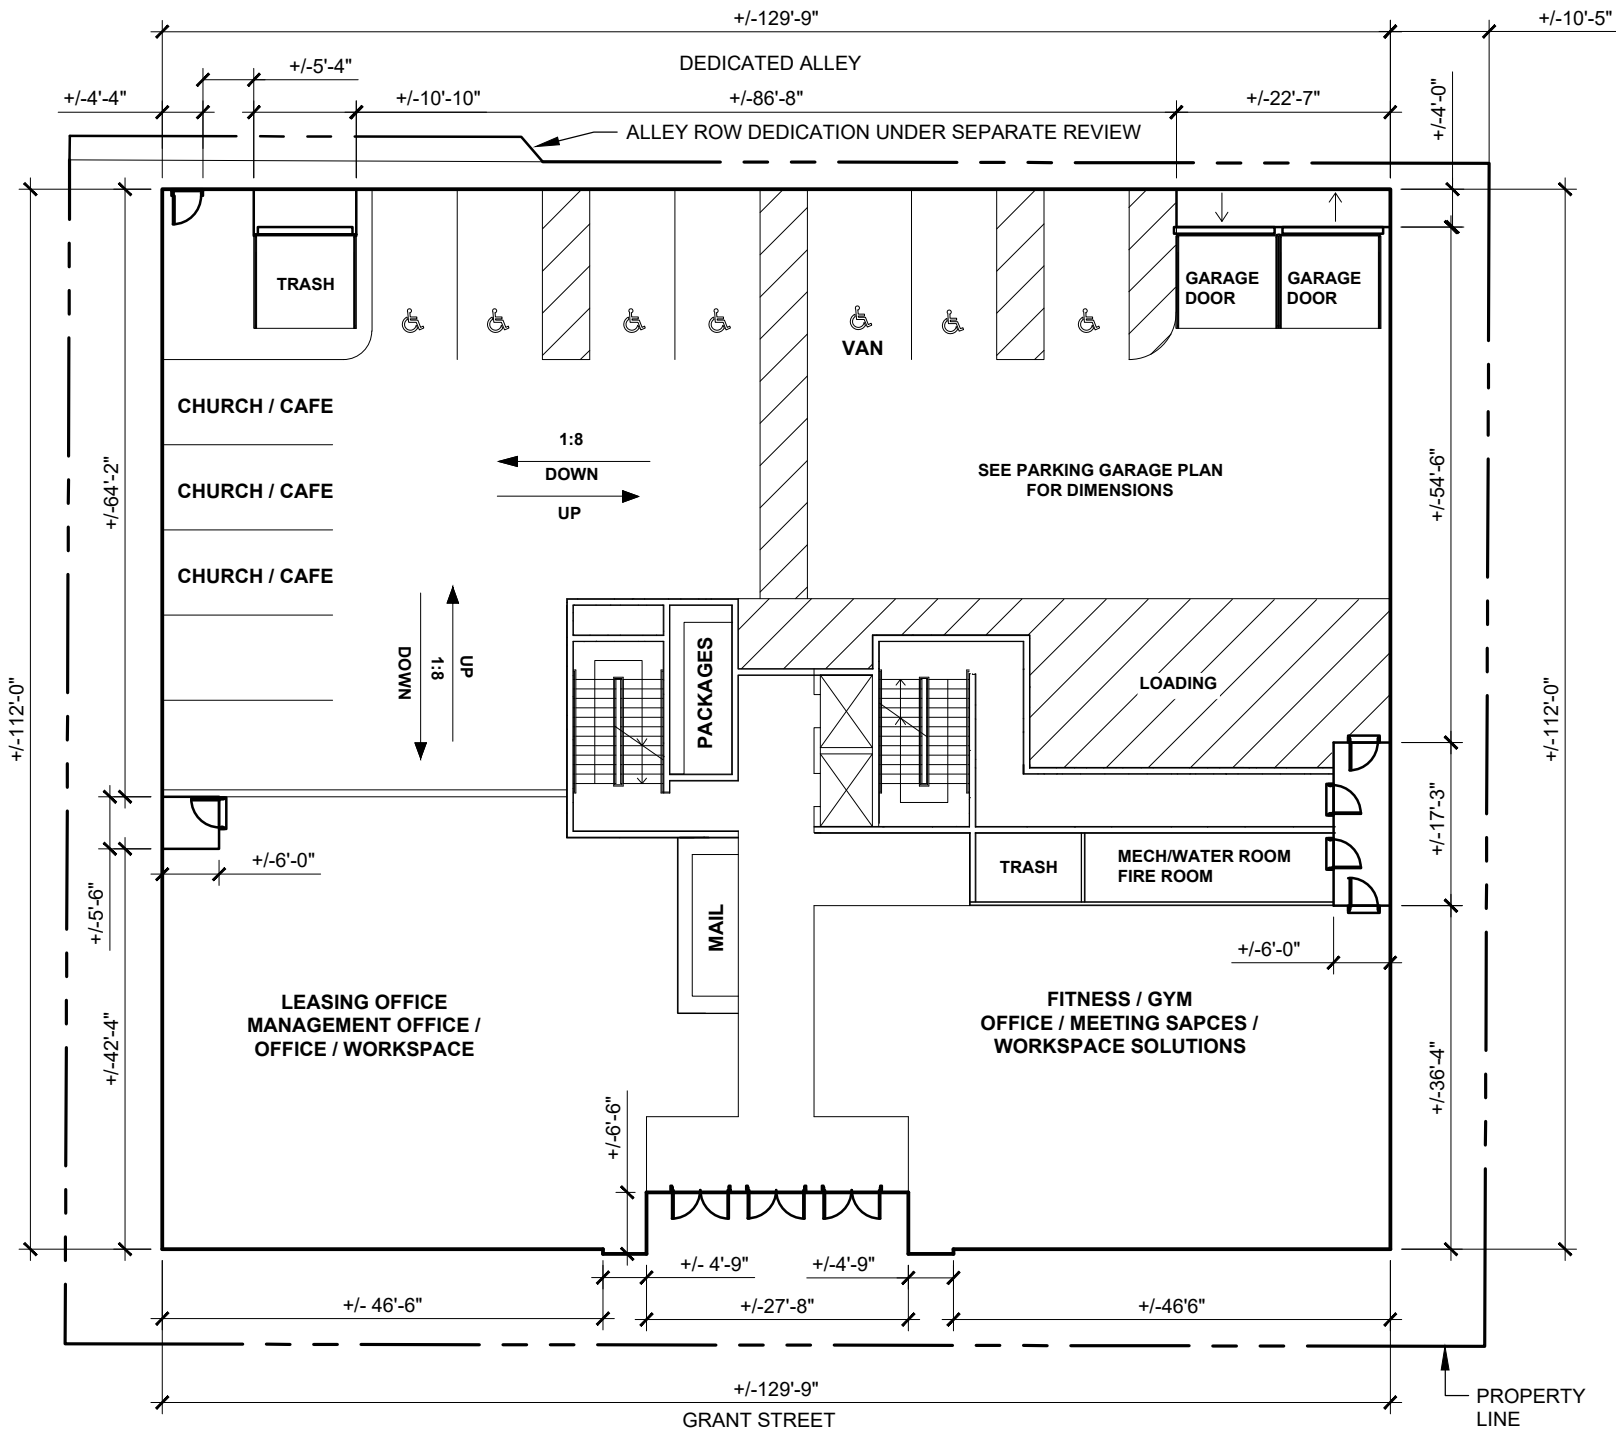 +/-129'-9"
+/-10'-5"
DEDICATED ALLEY
+/-5'-4"
+/-4'-4"
+/-10'-10"
+/-86'-8"
+/-22'-7"
+/-4'-0"
ALLEY ROW DEDICATION UNDER SEPARATE REVIEW
TRASH
GARAGE
DOOR
GARAGE
DOOR
VAN
CHURCH / CAFE
CHURCH / CAFE
CHURCH / CAFE
1:8
DOWN
UP
SEE PARKING GARAGE PLAN
FOR DIMENSIONS
+/-64'-2"
+/-54'-6"
DOWN
1:8
UP
PACKAGES
LOADING
+/-112'-0"
+/-112'-0"
+/-17'-3"
+/-6'-0"
+/-5'-6"
TRASH
MECH/WATER ROOM
FIRE ROOM
MAIL
+/-6'-0"
LEASING OFFICE
MANAGEMENT OFFICE /
OFFICE / WORKSPACE
FITNESS / GYM
OFFICE / MEETING SAPCES /
WORKSPACE SOLUTIONS
+/-42'-4"
+/-36'-4"
+/-6'-6"
+/- 4'-9"
+/-4'-9"
+/- 46'-6"
+/-27'-8"
+/-46'6"
+/-129'-9"
GRANT STREET
PROPERTY
LINE